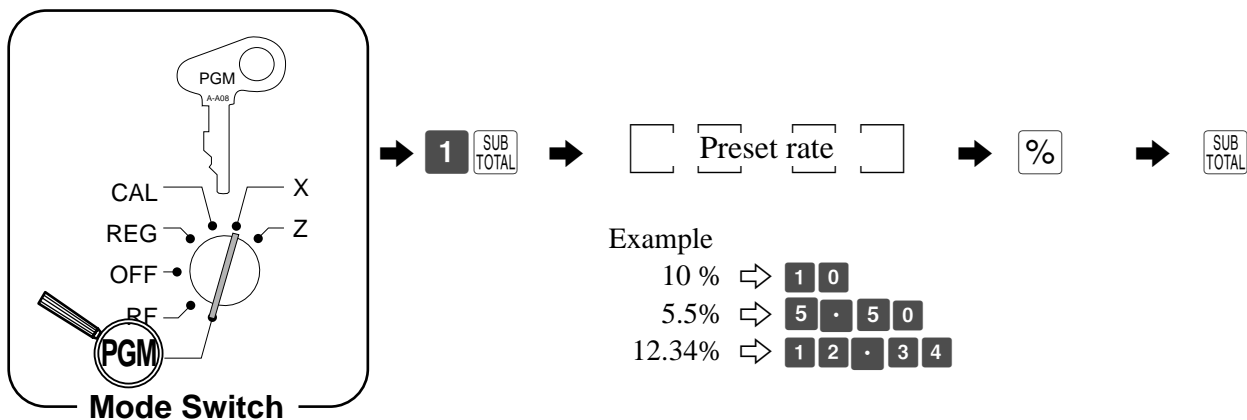 PGM
A-A08
CAL
X
REG
Z
OFF
RF
PGM
Mode Switch
1 SUB TOTAL Preset rate % SUB TOTAL
Example
10 % 1 0
5.5% 5 · 5 0
12.34% 1 2 · 3 4